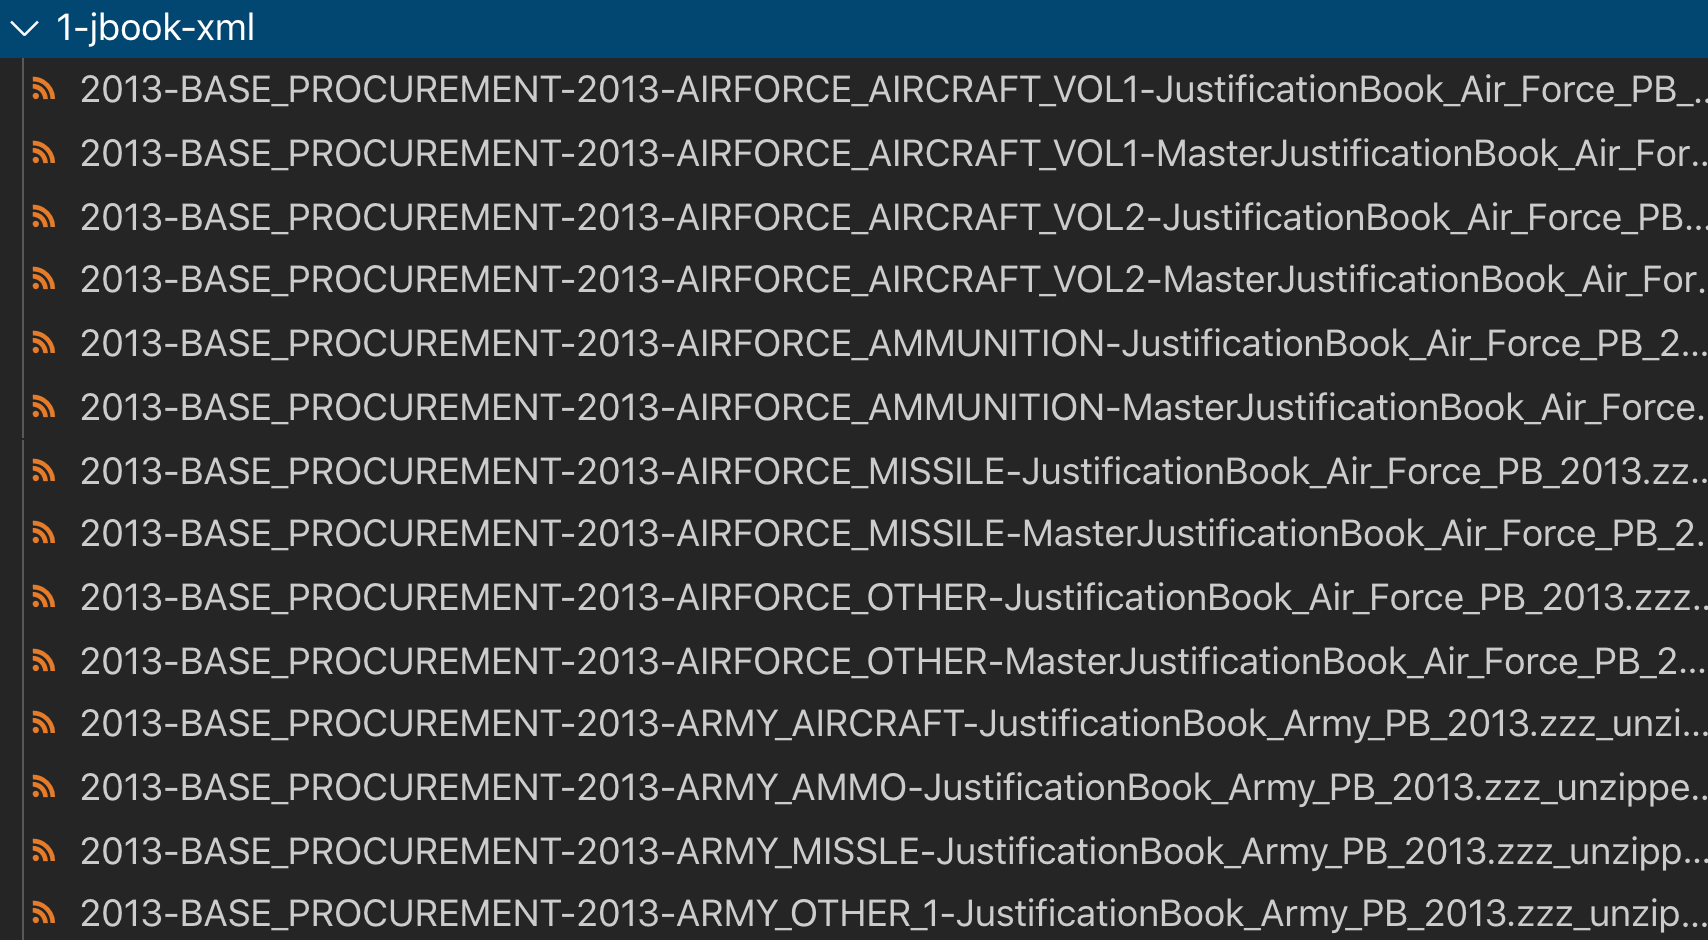 1-jbook-xml
2013-BASE_PROCUREMENT-2013-AIRFORCE_AIRCRAFT_VOL1-JustificationBook_Air_Force_PB_...
2013-BASE_PROCUREMENT-2013-AIRFORCE_AIRCRAFT_VOL1-MasterJustificationBook_Air_For...
2013-BASE_PROCUREMENT-2013-AIRFORCE_AIRCRAFT_VOL2-JustificationBook_Air_Force_PB...
2013-BASE_PROCUREMENT-2013-AIRFORCE_AIRCRAFT_VOL2-MasterJustificationBook_Air_For...
2013-BASE_PROCUREMENT-2013-AIRFORCE_AMMUNITION-JustificationBook_Air_Force_PB_2...
2013-BASE_PROCUREMENT-2013-AIRFORCE_AMMUNITION-MasterJustificationBook_Air_Force...
2013-BASE_PROCUREMENT-2013-AIRFORCE_MISSILE-JustificationBook_Air_Force_PB_2013.zz...
2013-BASE_PROCUREMENT-2013-AIRFORCE_MISSILE-MasterJustificationBook_Air_Force_PB_2...
2013-BASE_PROCUREMENT-2013-AIRFORCE_OTHER-JustificationBook_Air_Force_PB_2013.zzz...
2013-BASE_PROCUREMENT-2013-AIRFORCE_OTHER-MasterJustificationBook_Air_Force_PB_2...
2013-BASE_PROCUREMENT-2013-ARMY_AIRCRAFT-JustificationBook_Army_PB_2013.zzz_unzi...
2013-BASE_PROCUREMENT-2013-ARMY_AMMO-JustificationBook_Army_PB_2013.zzz_unzippe...
2013-BASE_PROCUREMENT-2013-ARMY_MISSLE-JustificationBook_Army_PB_2013.zzz_unzipp...
2013-BASE_PROCUREMENT-2013-ARMY_OTHER_1-JustificationBook_Army_PB_2013.zzz_unzip...